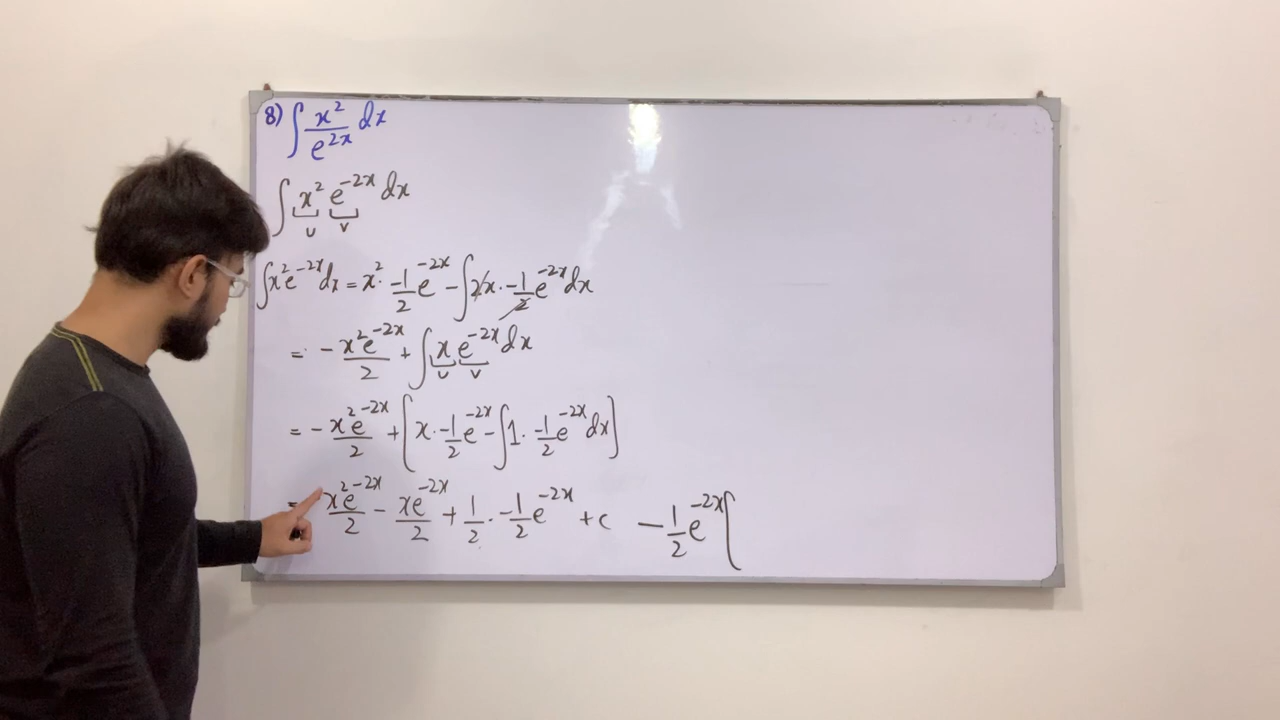 8) ∫ x²/e^{2x} dx
∫ x² e^{-2x} dx
u v
∫x²e^{-2x}dx = x². -1/2 e^{-2x} - ∫2x. -1/2 e^{-2x}dx
= - x²e^{-2x}/2 + ∫ x e^{-2x} dx
u v
= - x²e^{-2x}/2 + [x. -1/2 e^{-2x} - ∫1. -1/2 e^{-2x}dx]
= x²e^{-2x}/2 - xe^{-2x}/2 + 1/2 . -1/2 e^{-2x} + c - 1/2 e^{-2x}[